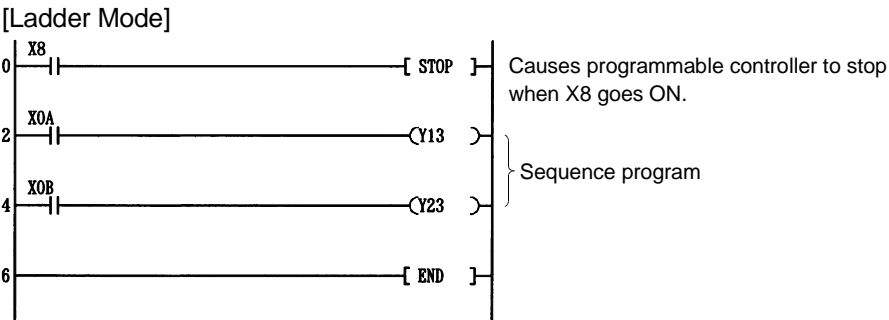 [Ladder Mode]
X8
0 [ STOP ] Causes programmable controller to stop
when X8 goes ON.
X0A
2 (Y13 )
Sequence program
X0B
4 (Y23 )
6 [ END ]